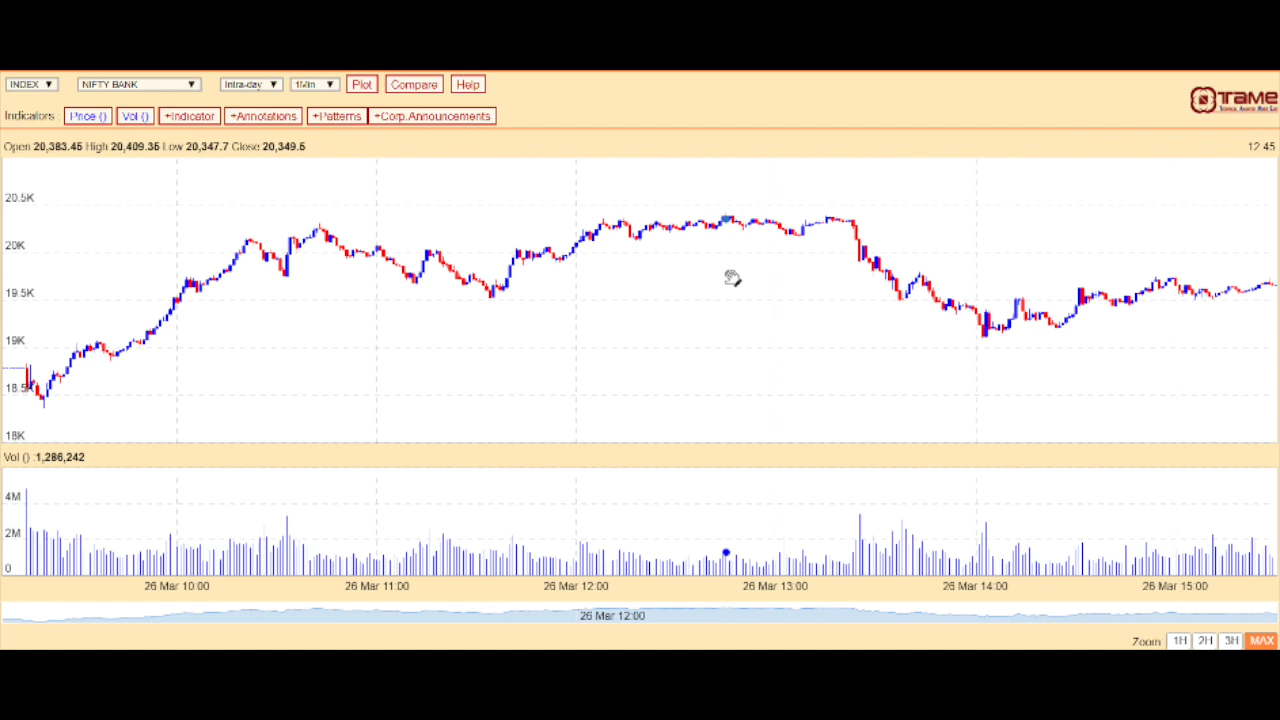 INDEX ▼ NIFTY BANK ▼ Intra-day ▼ 1Min ▼ Plot Compare Help
TAME
Indicators : Price () Vol () +Indicator +Annotations +Patterns +Corp.Announcements
Open 20,383.45 High 20,409.35 Low 20,347.7 Close 20,349.5 12:45
20.5K
20K
19.5K
19K
18.5K
18K
Vol () :1,286,242
4M
2M
0
26 Mar 10:00 26 Mar 11:00 26 Mar 12:00 26 Mar 13:00 26 Mar 14:00 26 Mar 15:00
26 Mar 12:00
Zoom 1H 2H 3H MAX